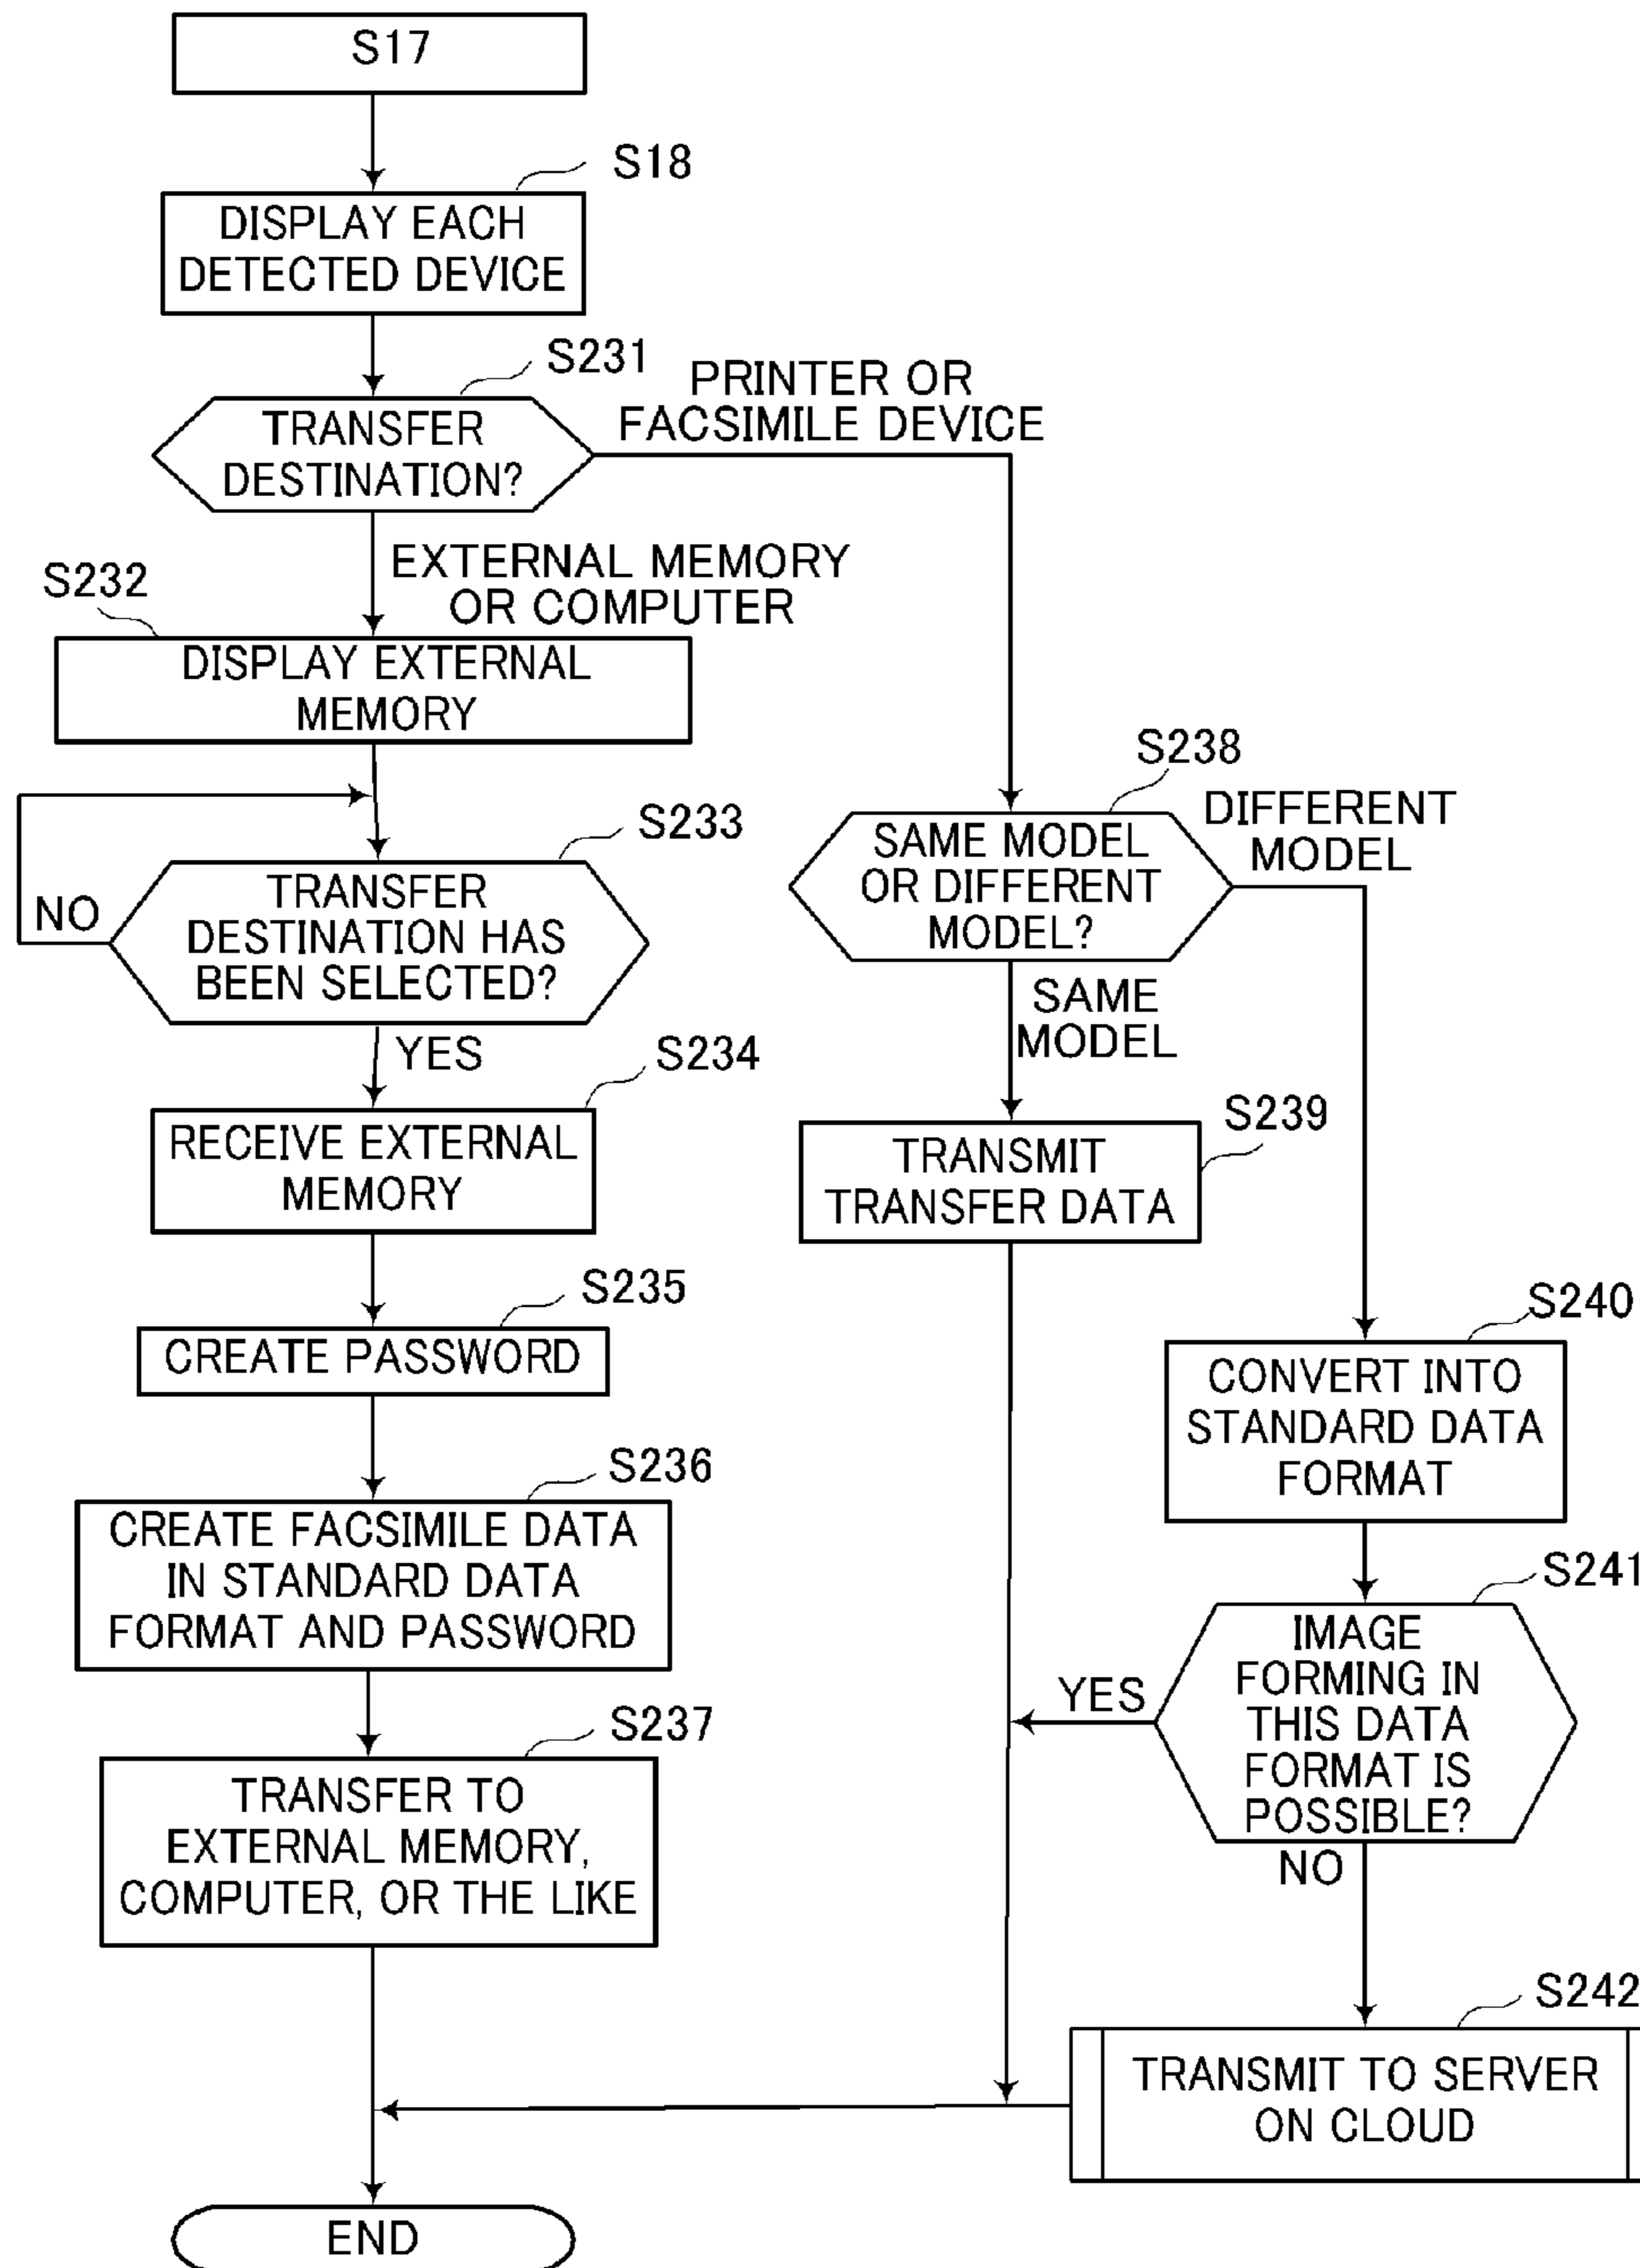 S17
S18
DISPLAY EACH
DETECTED DEVICE
S231
TRANSFER
DESTINATION?
PRINTER OR
FACSIMILE DEVICE
EXTERNAL MEMORY
OR COMPUTER
S232
DISPLAY EXTERNAL
MEMORY
S233
TRANSFER
DESTINATION HAS
BEEN SELECTED?
NO
YES
S234
RECEIVE EXTERNAL
MEMORY
S235
CREATE PASSWORD
S236
CREATE FACSIMILE DATA
IN STANDARD DATA
FORMAT AND PASSWORD
S237
TRANSFER TO
EXTERNAL MEMORY,
COMPUTER, OR THE LIKE
S238
SAME MODEL
OR DIFFERENT
MODEL?
DIFFERENT
MODEL
SAME
MODEL
S239
TRANSMIT
TRANSFER DATA
S240
CONVERT INTO
STANDARD DATA
FORMAT
S241
IMAGE
FORMING IN
THIS DATA
FORMAT IS
POSSIBLE?
YES
NO
S242
TRANSMIT TO SERVER
ON CLOUD
END